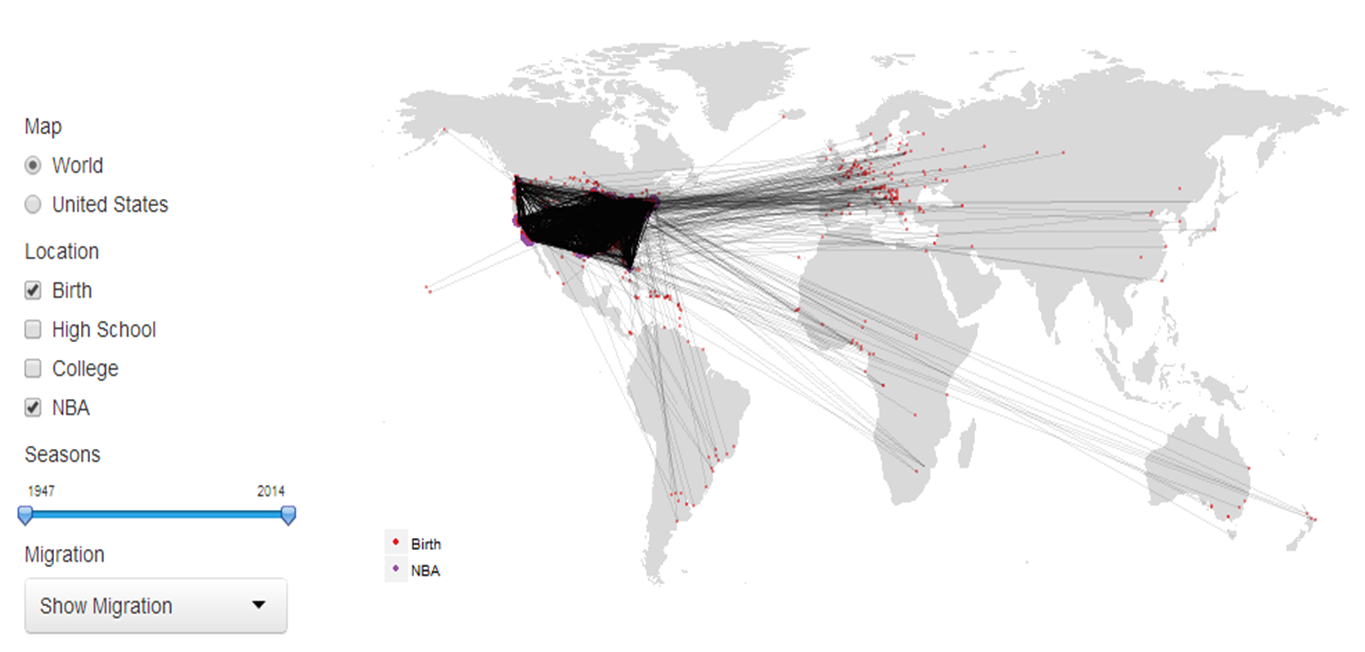 Map
World
United States
Location
Birth
High School
College
NBA
Seasons
1947 2014
Migration
Show Migration
Birth
NBA